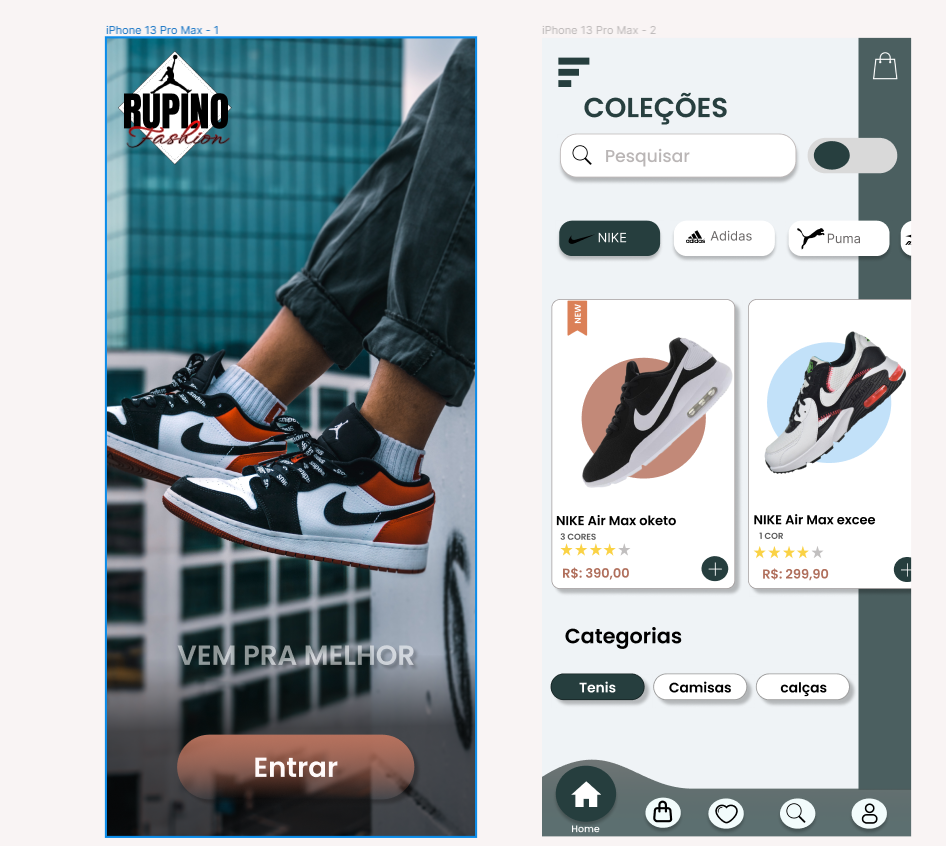 iPhone 13 Pro Max - 1
RUPINO
Fashion
VEM PRA MELHOR
Entrar
iPhone 13 Pro Max - 2
COLEÇÕES
Pesquisar
NIKE
adidas
Adidas
Puma
NEW
NIKE Air Max oketo
3 CORES
R$: 390,00
NIKE Air Max excee
1 COR
R$: 299,90
Categorias
Tenis
Camisas
calças
Home